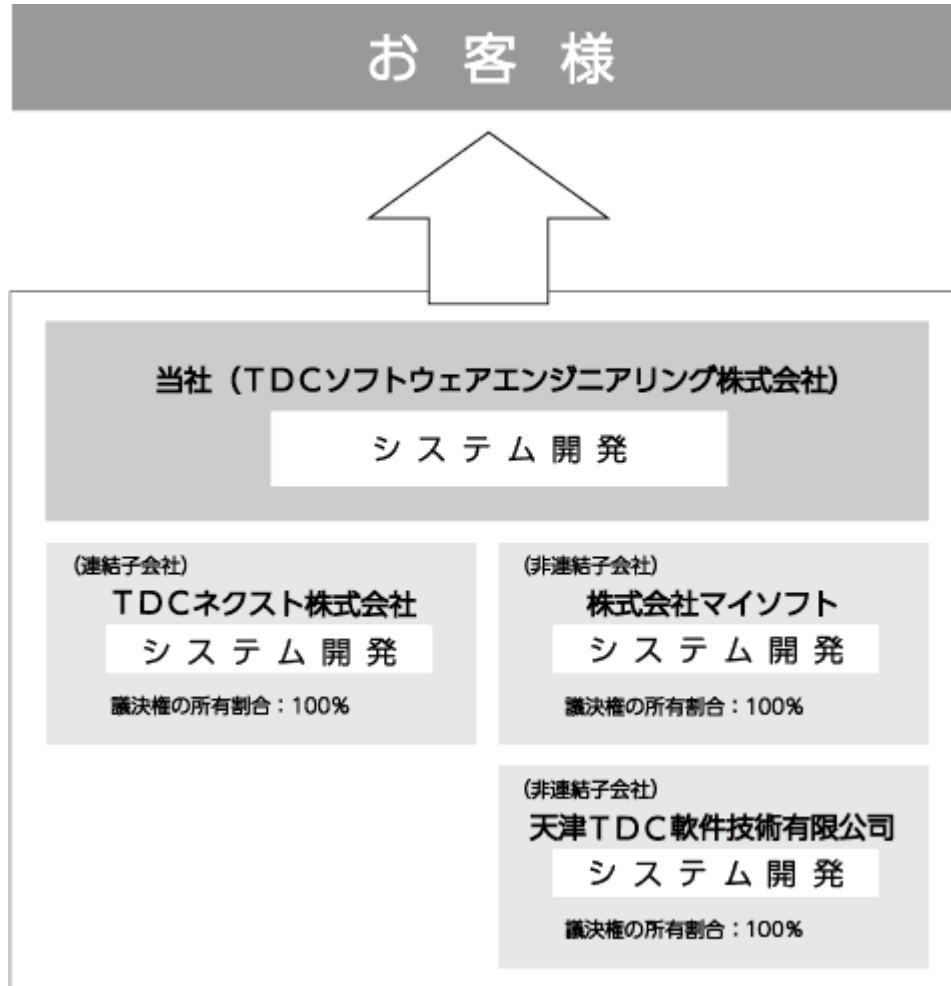 お客様
当社（TDCソフトウェアエンジニアリング株式会社）
システム開発
（連結子会社）
TDCネクスト株式会社
システム開発
議決権の所有割合：100％
（非連結子会社）
株式会社マイソフト
システム開発
議決権の所有割合：100％
（非連結子会社）
天津TDC軟件技術有限公司
システム開発
議決権の所有割合：100％